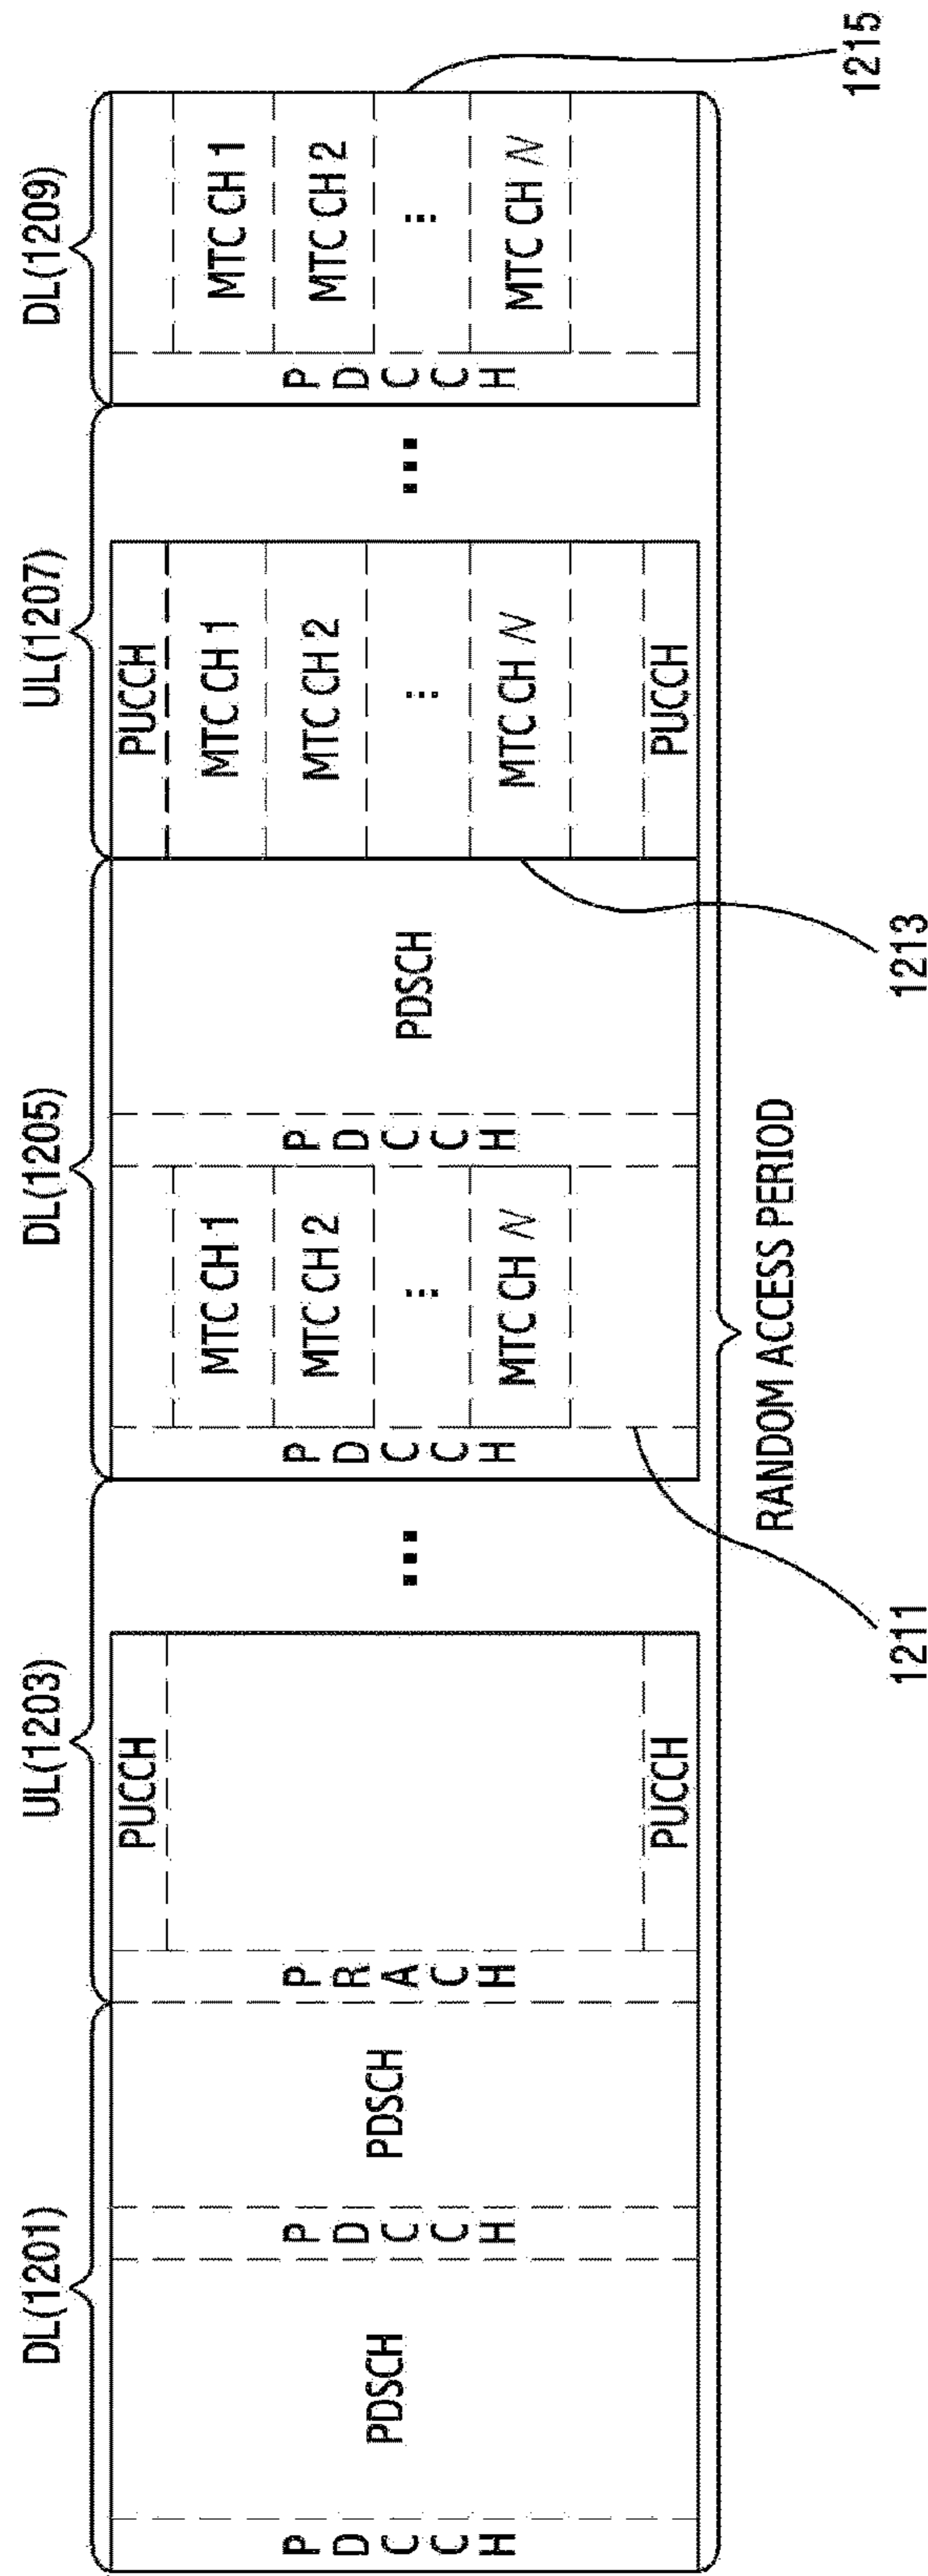 DL(1201)
UL(1203)
DL(1205)
UL(1207)
DL(1209)
PDCCH
PDSCH
PDCCH
PDSCH
PRACH
PUCCH
PUCCH
...
PDCCH
MTC CH 1
MTC CH 2
...
MTC CH N
PDCCH
PDSCH
PUCCH
MTC CH 1
MTC CH 2
...
MTC CH N
PUCCH
...
PDCCH
MTC CH 1
MTC CH 2
...
MTC CH N
RANDOM ACCESS PERIOD
1211
1213
1215